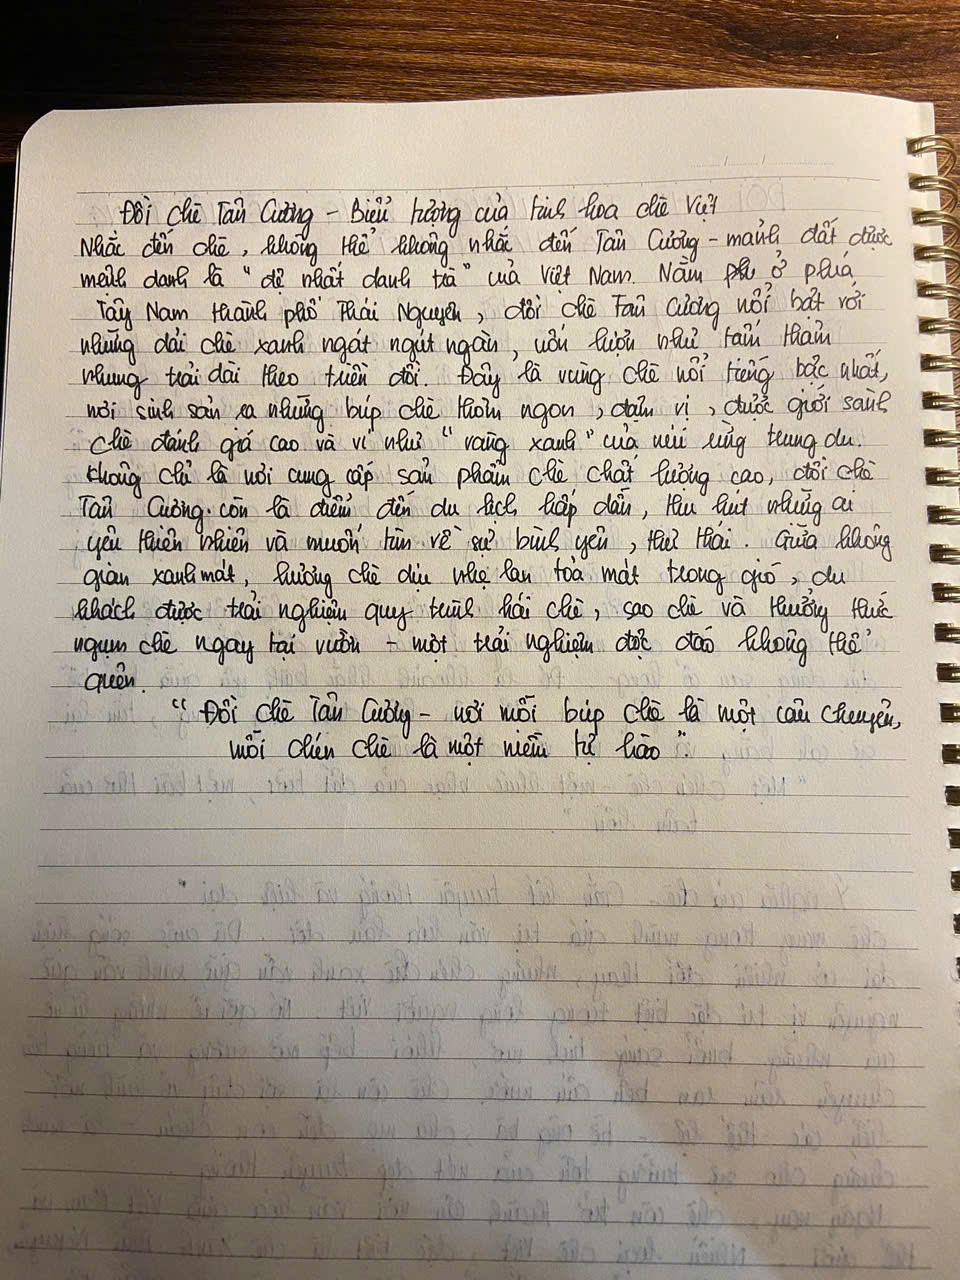 Đồi chè Tân Cương - Biểu tượng của tinh hoa chè Việt
Nhắc đến chè, không thể không nhắc đến Tân Cương - mảnh đất được
mệnh danh là "đệ nhất danh trà" của Việt Nam. Nằm ở phía
Tây Nam thành phố Thái Nguyên, đồi chè Tân Cương nổi bật với
những dải chè xanh ngát ngút ngàn, uốn lượn như tấm thảm
nhung trải dài theo triền đồi. Đây là vùng chè nổi tiếng bậc nhất,
nơi sinh sản ra những búp chè thơm ngon, đậm vị, được giới sành
chè đánh giá cao và ví như "vàng xanh" của núi rừng trung du.
Không chỉ là nơi cung cấp sản phẩm chè chất lượng cao, đồi chè
Tân Cương còn là điểm đến du lịch hấp dẫn, thu hút những ai
yêu thiên nhiên và muốn tìn về sự bình yên, thư thái. Giữa không
gian xanh mát, hương chè dịu nhẹ lan tỏa mát trong gió, du
khách được trải nghiệm quy trình hái chè, sao chè và thưởng thức
ngụm chè ngay tại vườn - một trải nghiệm độc đáo không thể
quên.
"Đồi chè Tân Cương - nơi mỗi búp chè là một câu chuyện,
mỗi chén chè là một niềm tự hào"